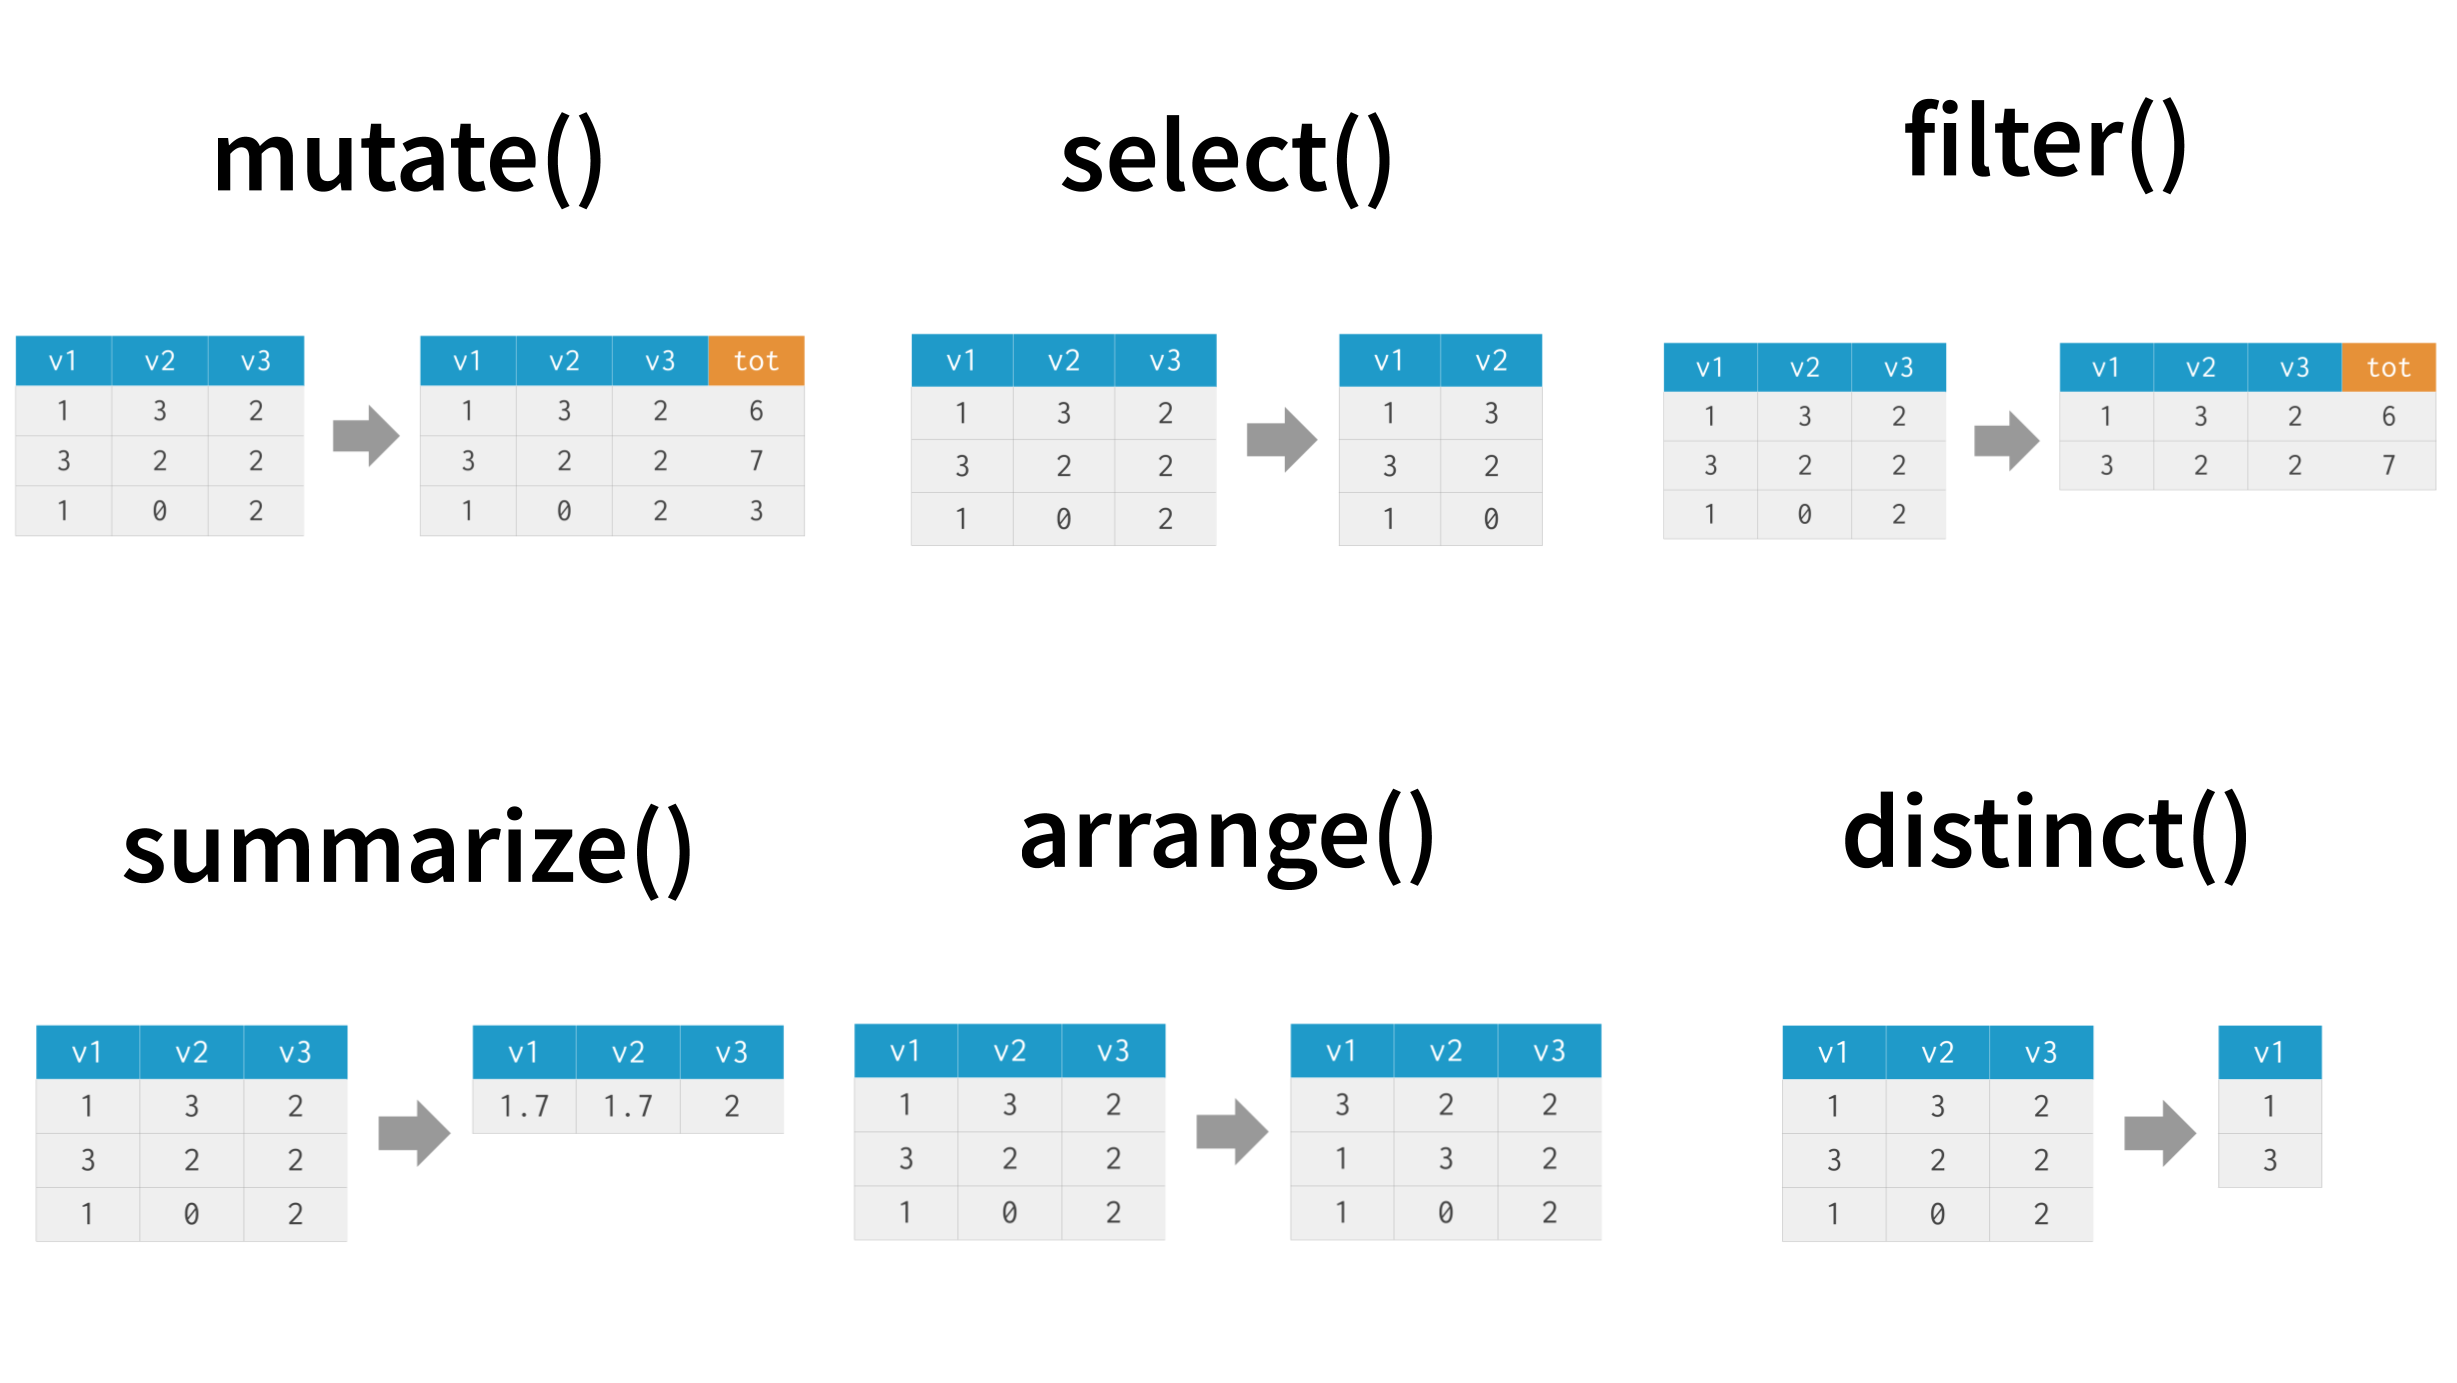 mutate()
v1 v2 v3
1 3 2
3 2 2
1 0 2
v1 v2 v3 tot
1 3 2 6
3 2 2 7
1 0 2 3
select()
v1 v2 v3
1 3 2
3 2 2
1 0 2
v1 v2
1 3
3 2
1 0
filter()
v1 v2 v3
1 3 2
3 2 2
1 0 2
v1 v2 v3 tot
1 3 2 6
3 2 2 7
summarize()
v1 v2 v3
1 3 2
3 2 2
1 0 2
v1 v2 v3
1.7 1.7 2
arrange()
v1 v2 v3
1 3 2
3 2 2
1 0 2
v1 v2 v3
3 2 2
1 3 2
1 0 2
distinct()
v1 v2 v3
1 3 2
3 2 2
1 0 2
v1
1
3